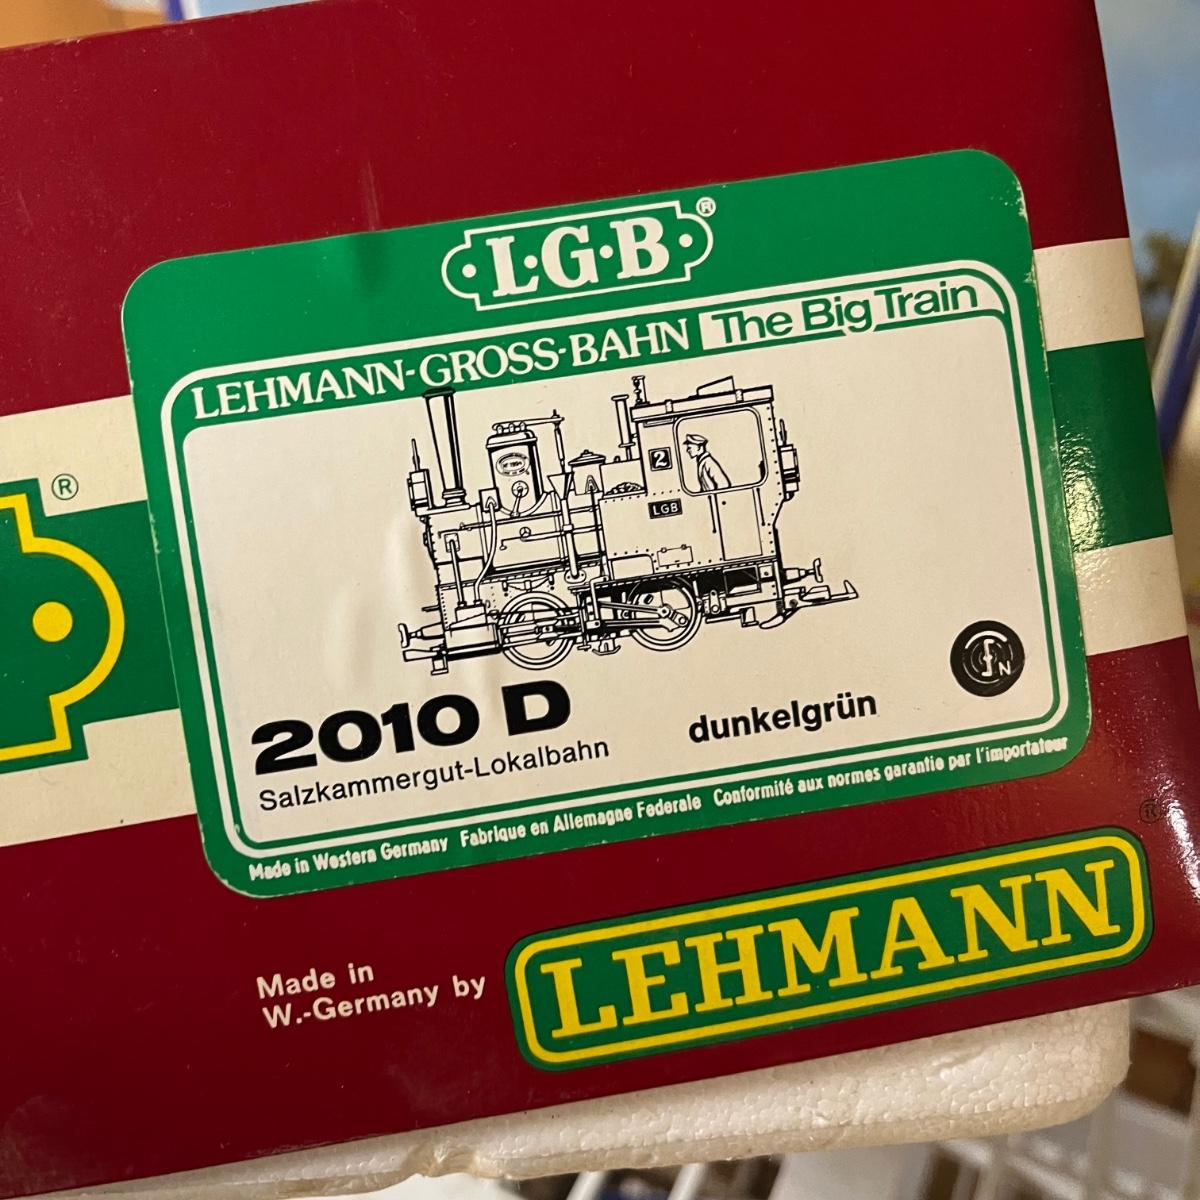 L·G·B®
LEHMANN-GROSS-BAHN The Big Train
®
2
LGB
2010 D
dunkelgrün
Salzkammergut-Lokalbahn
fN
Made in Western Germany Fabrique en Allemagne Federale Conformité aux normes garantie par l'importateur
®
Made in
W.-Germany by
LEHMANN